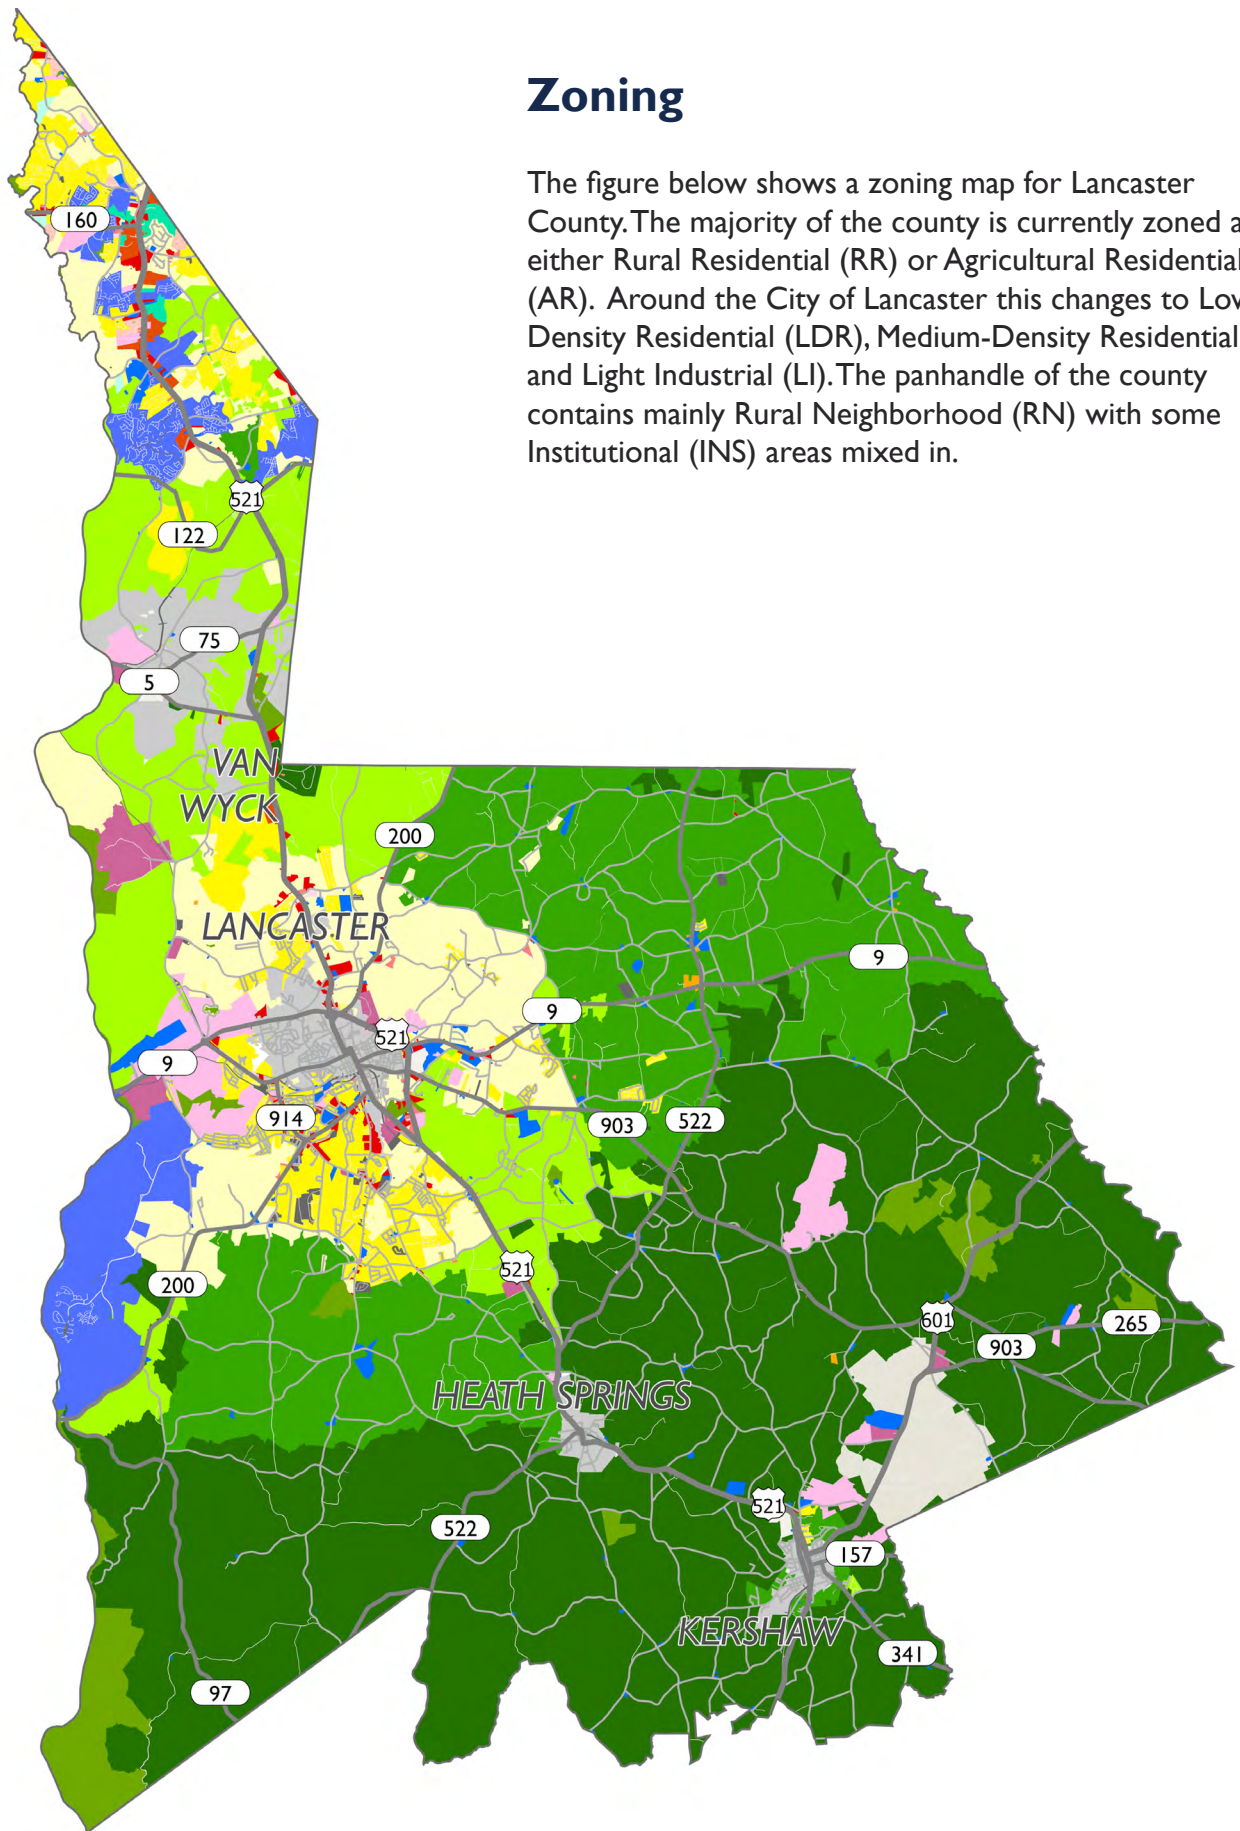 Zoning
The figure below shows a zoning map for Lancaster
County. The majority of the county is currently zoned a
either Rural Residential (RR) or Agricultural Residential
(AR). Around the City of Lancaster this changes to Lov
Density Residential (LDR), Medium-Density Residential
and Light Industrial (LI). The panhandle of the county
contains mainly Rural Neighborhood (RN) with some
Institutional (INS) areas mixed in.
160
521
122
75
5
VAN
WYCK
200
LANCASTER
9
9
521
9
914
903
522
200
521
601
265
903
HEATH SPRINGS
521
522
157
KERSHAW
341
97